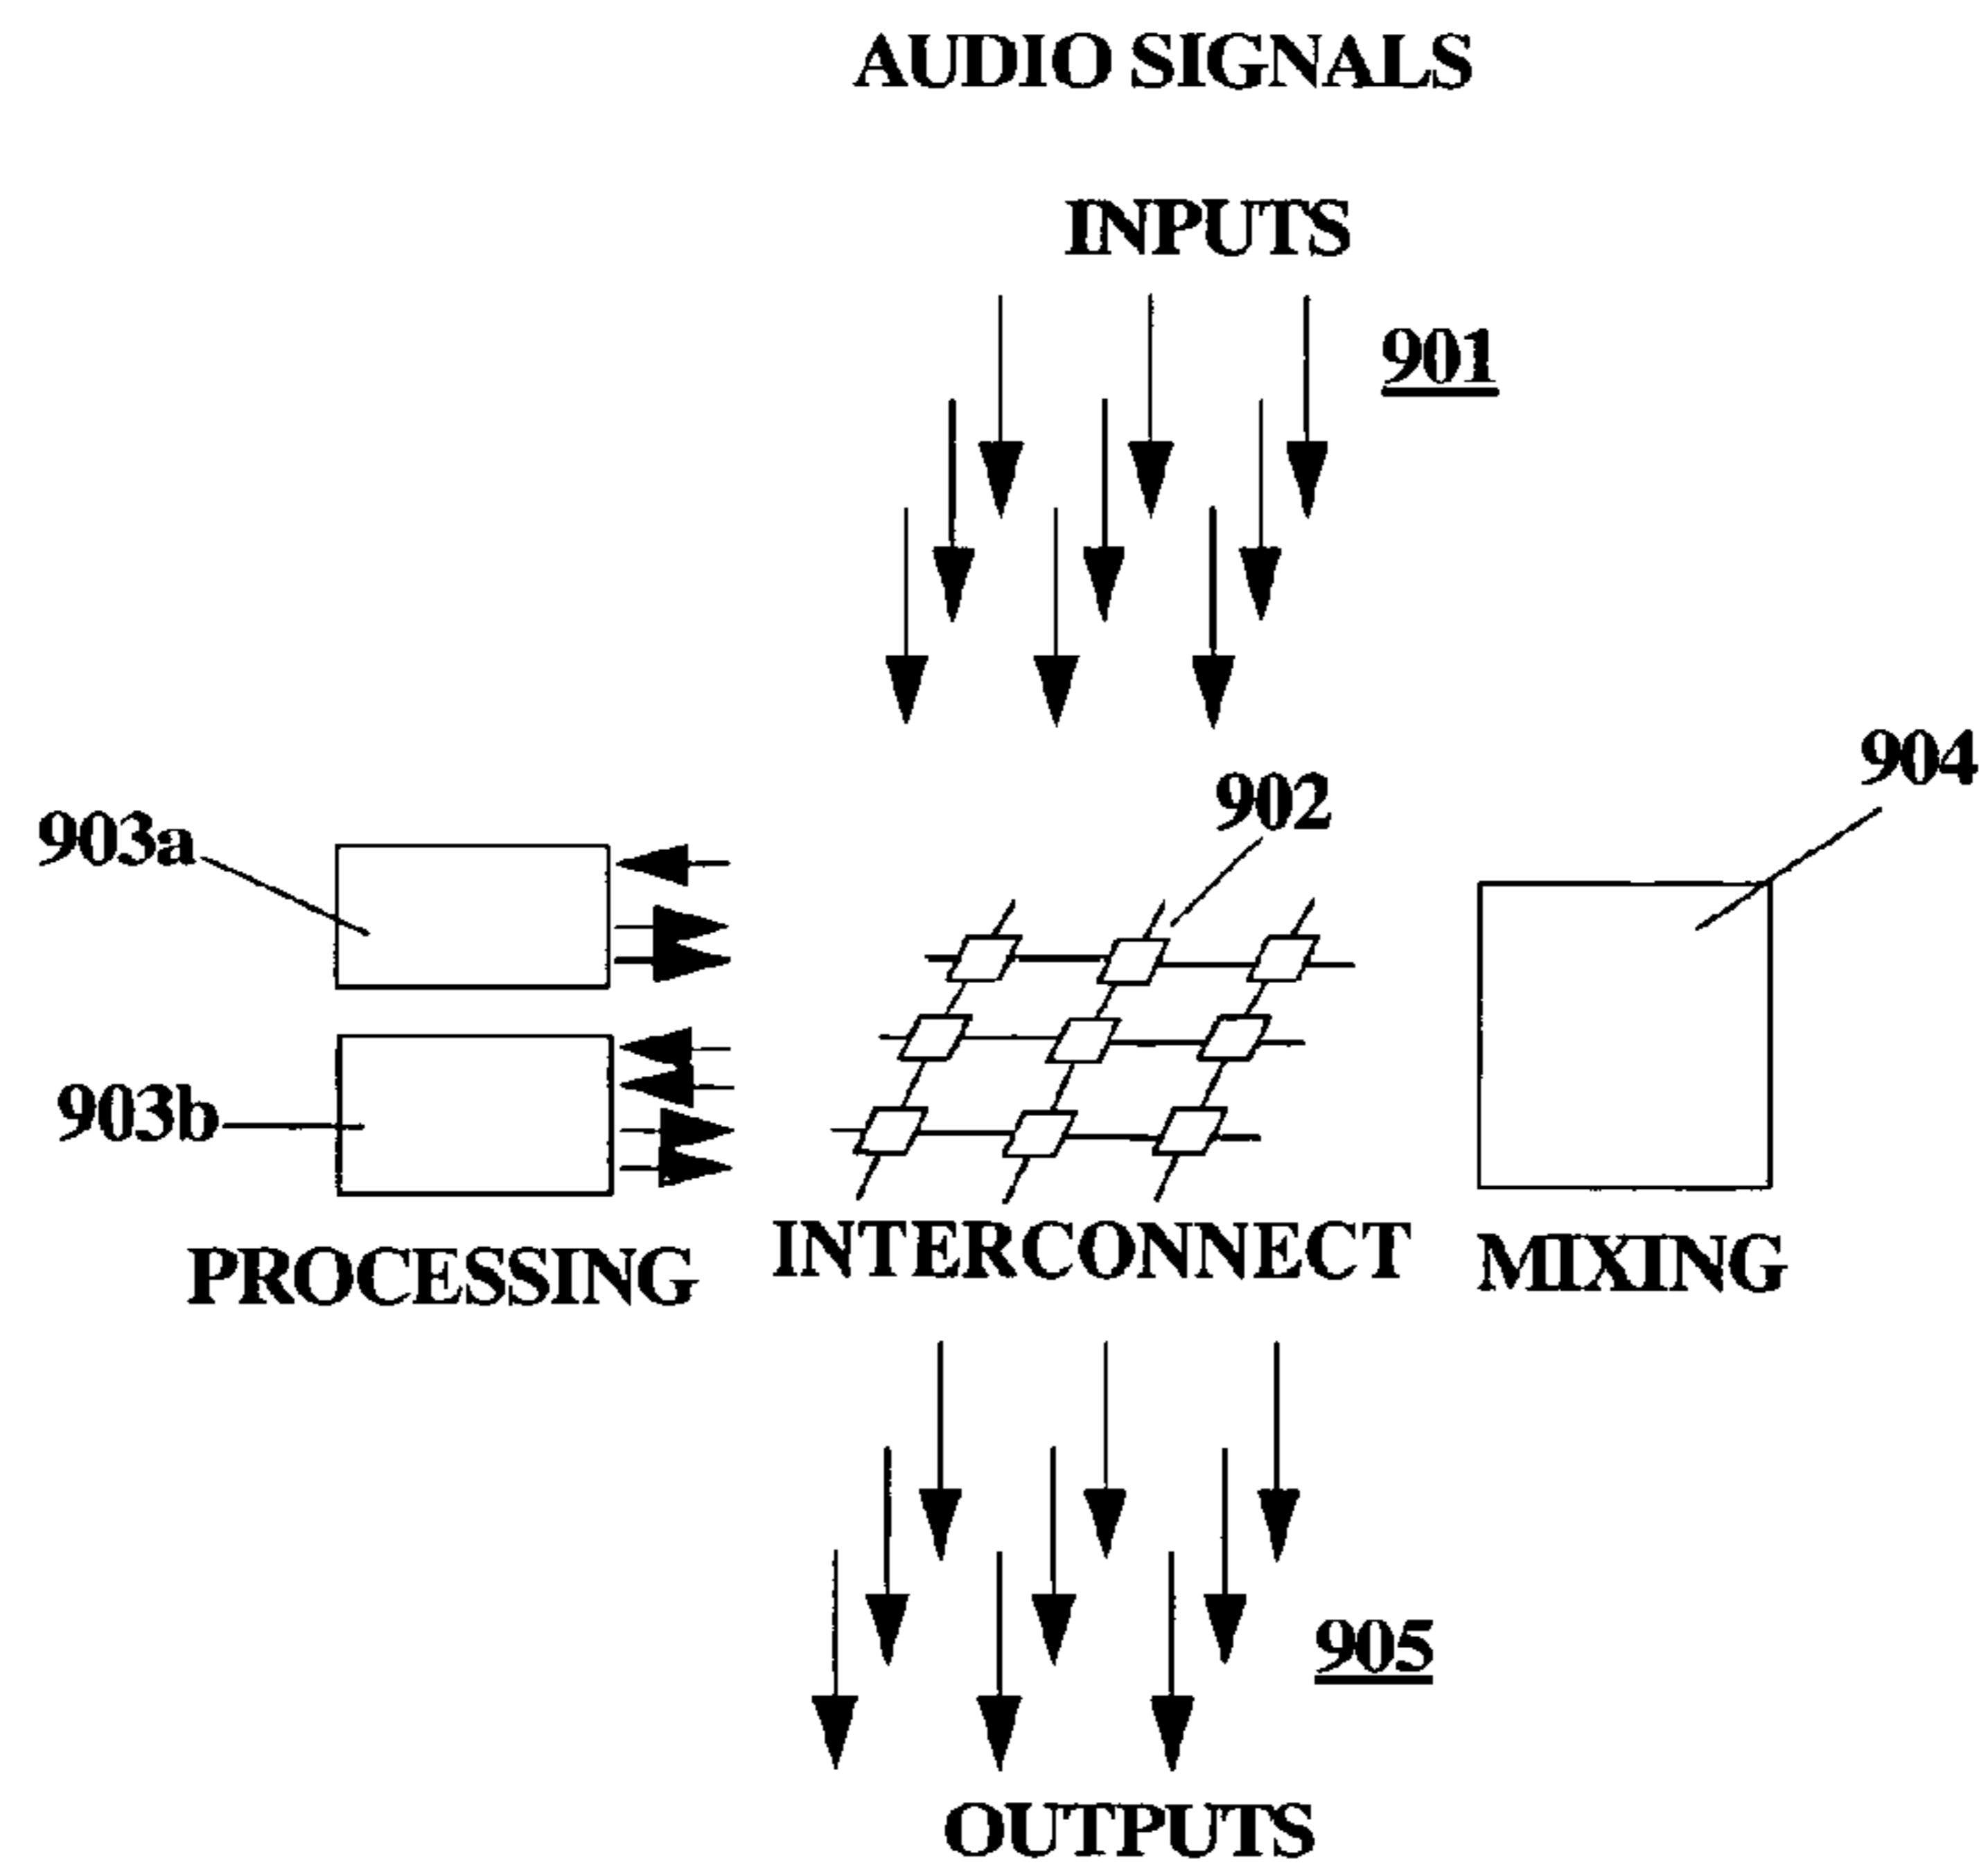 AUDIO SIGNALS
INPUTS
901
904
902
903a
903b
PROCESSING
INTERCONNECT
MIXING
905
OUTPUTS